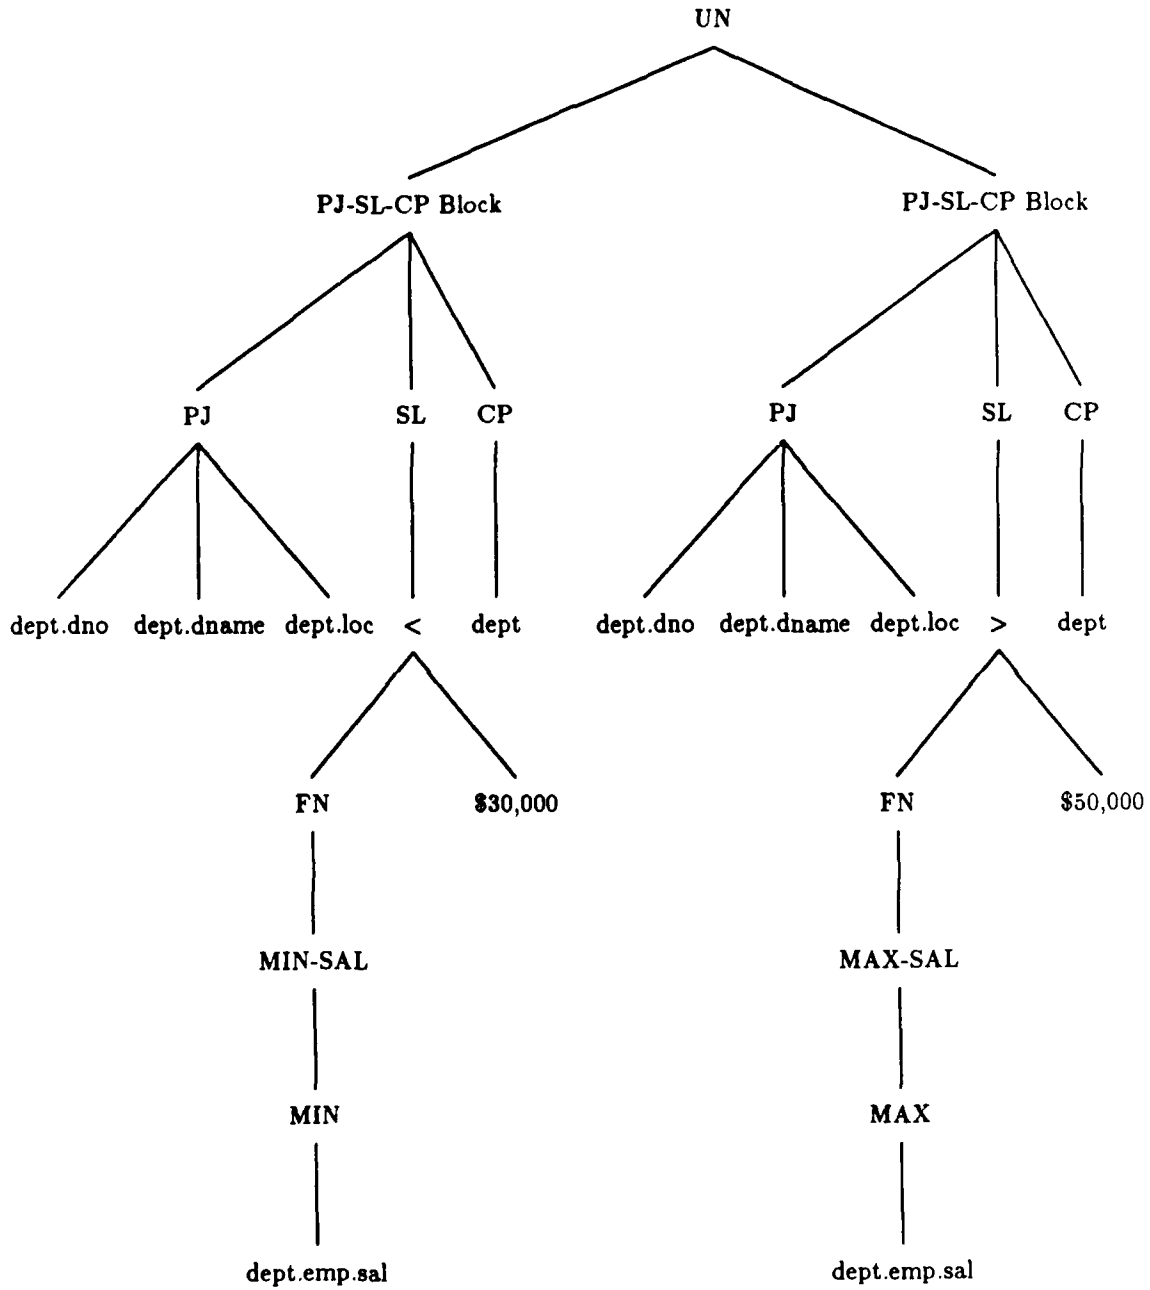 UN
PJ-SL-CP Block PJ-SL-CP Block
PJ SL CP PJ SL CP
dept.dno dept.dname dept.loc < dept dept.dno dept.dname dept.loc > dept
FN $30,000 FN $50,000
MIN-SAL MAX-SAL
MIN MAX
dept.emp.sal dept.emp.sal